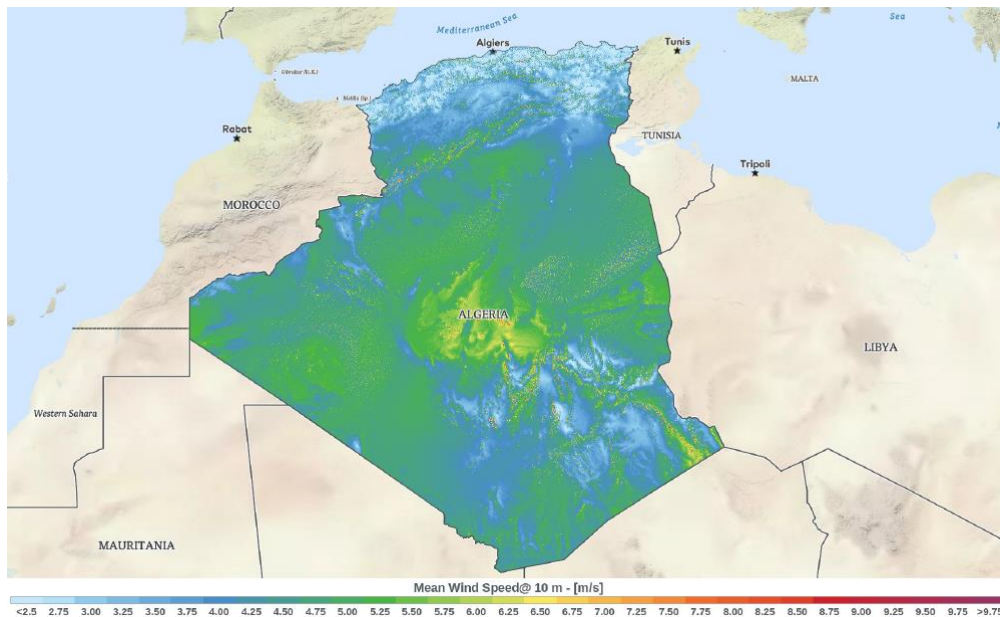 Mediterranean Sea
Sea
Algiers
Tunis
MALTA
Rabat
TUNISIA
Tripoli
MOROCCO
ALGERIA
LIBYA
Western Sahara
MAURITANIA
Mean Wind Speed@ 10 m - [m/s]
<2.5 2.75 3.00 3.25 3.50 3.75 4.00 4.25 4.50 4.75 5.00 5.25 5.50 5.75 6.00 6.25 6.50 6.75 7.00 7.25 7.50 7.75 8.00 8.25 8.50 8.75 9.00 9.25 9.50 9.75 >9.75